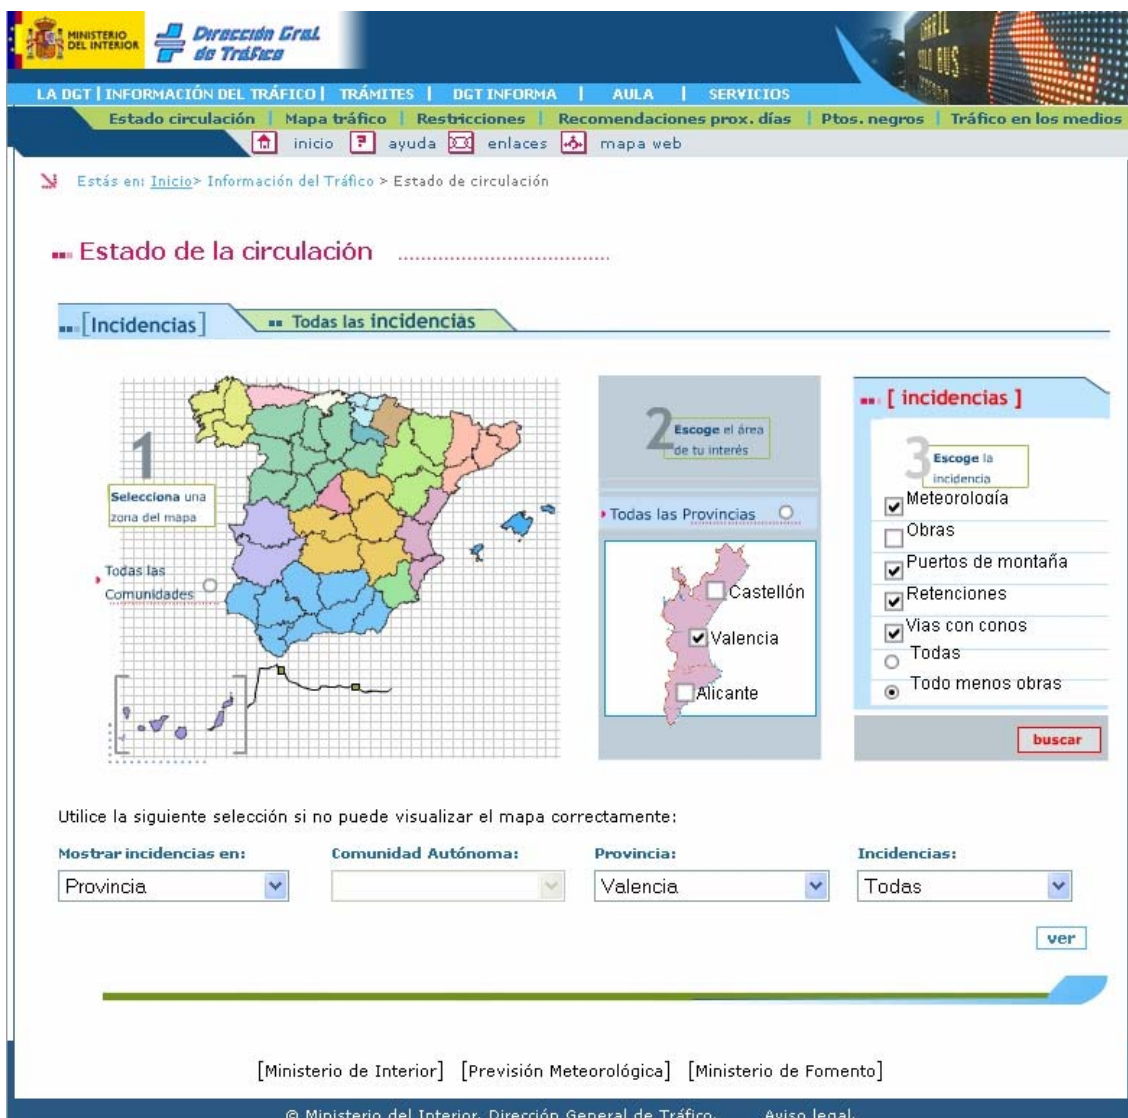 MINISTERIO
DEL INTERIOR
Dirección Gral.
de Tráfico
CARRIL
SOLO BUS
LA DGT | INFORMACIÓN DEL TRÁFICO | TRÁMITES | DGT INFORMA | AULA | SERVICIOS
Estado circulación | Mapa tráfico | Restricciones | Recomendaciones prox. días | Ptos. negros | Tráfico en los medios
inicio ? ayuda enlaces mapa web
Estás en: Inicio> Información del Tráfico > Estado de circulación
Estado de la circulación
[Incidencias] Todas las incidencias
1
Selecciona una
zona del mapa
Todas las
Comunidades
2
Escoge el área
de tu interés
Todas las Provincias
Castellón
Valencia
Alicante
[ incidencias ]
3
Escoge la
incidencia
Meteorología
Obras
Puertos de montaña
Retenciones
Vias con conos
Todas
Todo menos obras
buscar
Utilice la siguiente selección si no puede visualizar el mapa correctamente:
Mostrar incidencias en: Comunidad Autónoma: Provincia: Incidencias:
Provincia Valencia Todas
ver
[Ministerio de Interior] [Previsión Meteorológica] [Ministerio de Fomento]
© Ministerio del Interior. Dirección General de Tráfico. Aviso legal.